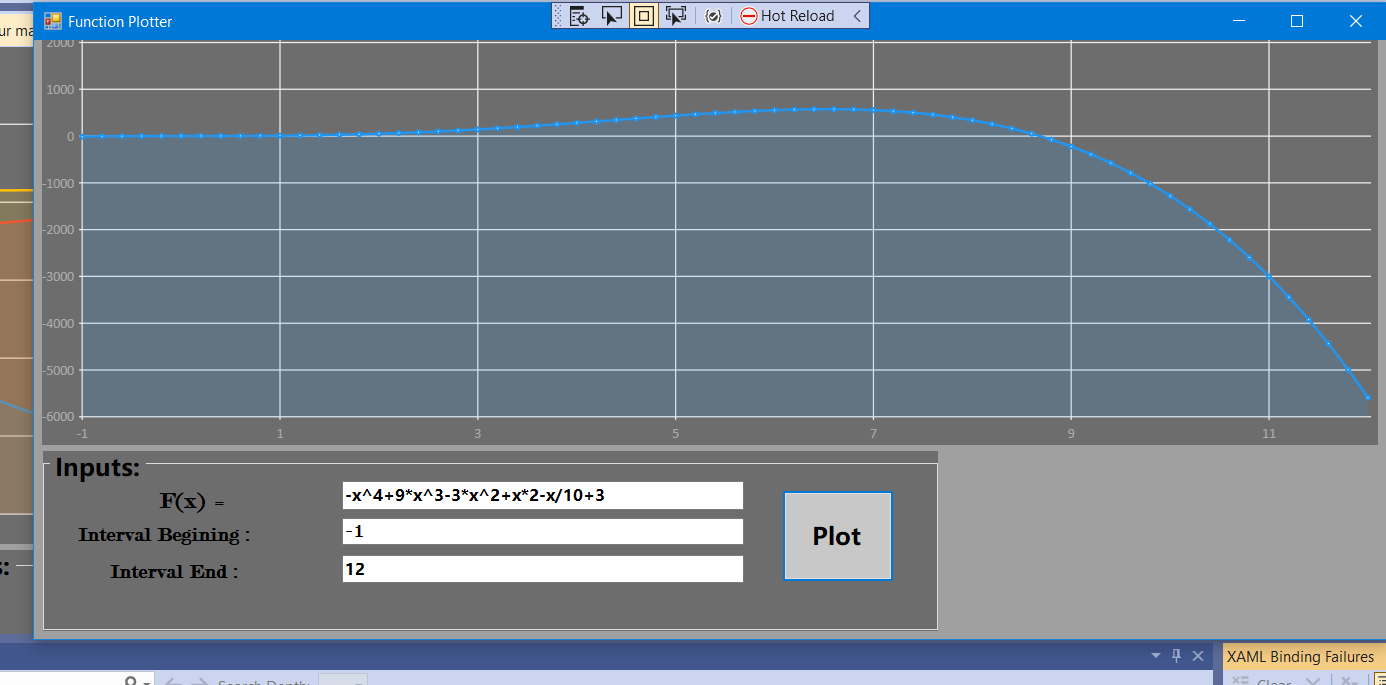 Function Plotter
Hot Reload
ur ma
2000
1000
0
-1000
-2000
-3000
-4000
-5000
-6000
-1 1 3 5 7 9 11
Inputs:
F(x) =
-x^4+9*x^3-3*x^2+x*2-x/10+3
Interval Begining :
-1
Interval End :
12
Plot
XAML Binding Failures
Search Depth:
Clear